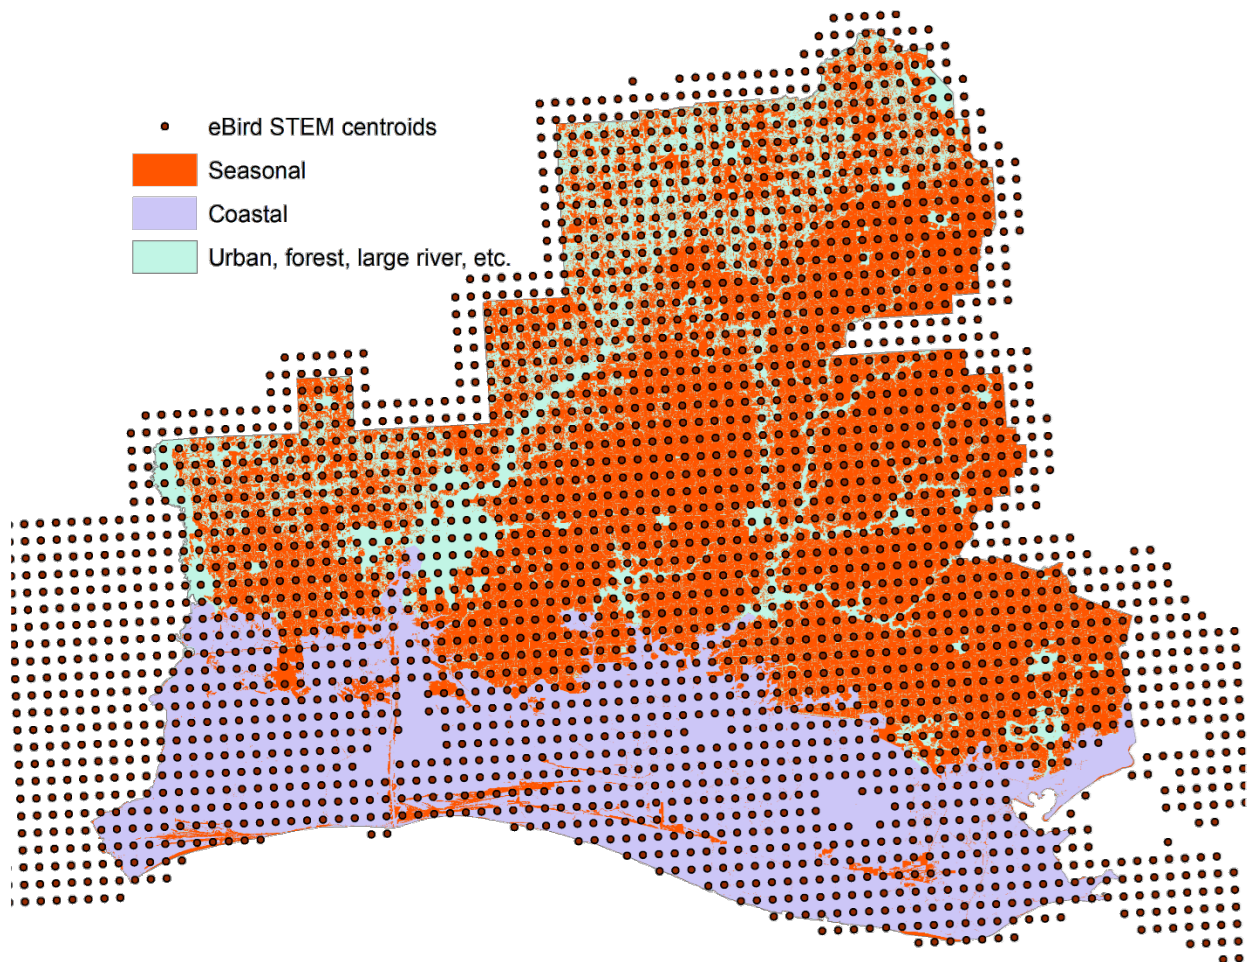 eBird STEM centroids
Seasonal
Coastal
Urban, forest, large river, etc.